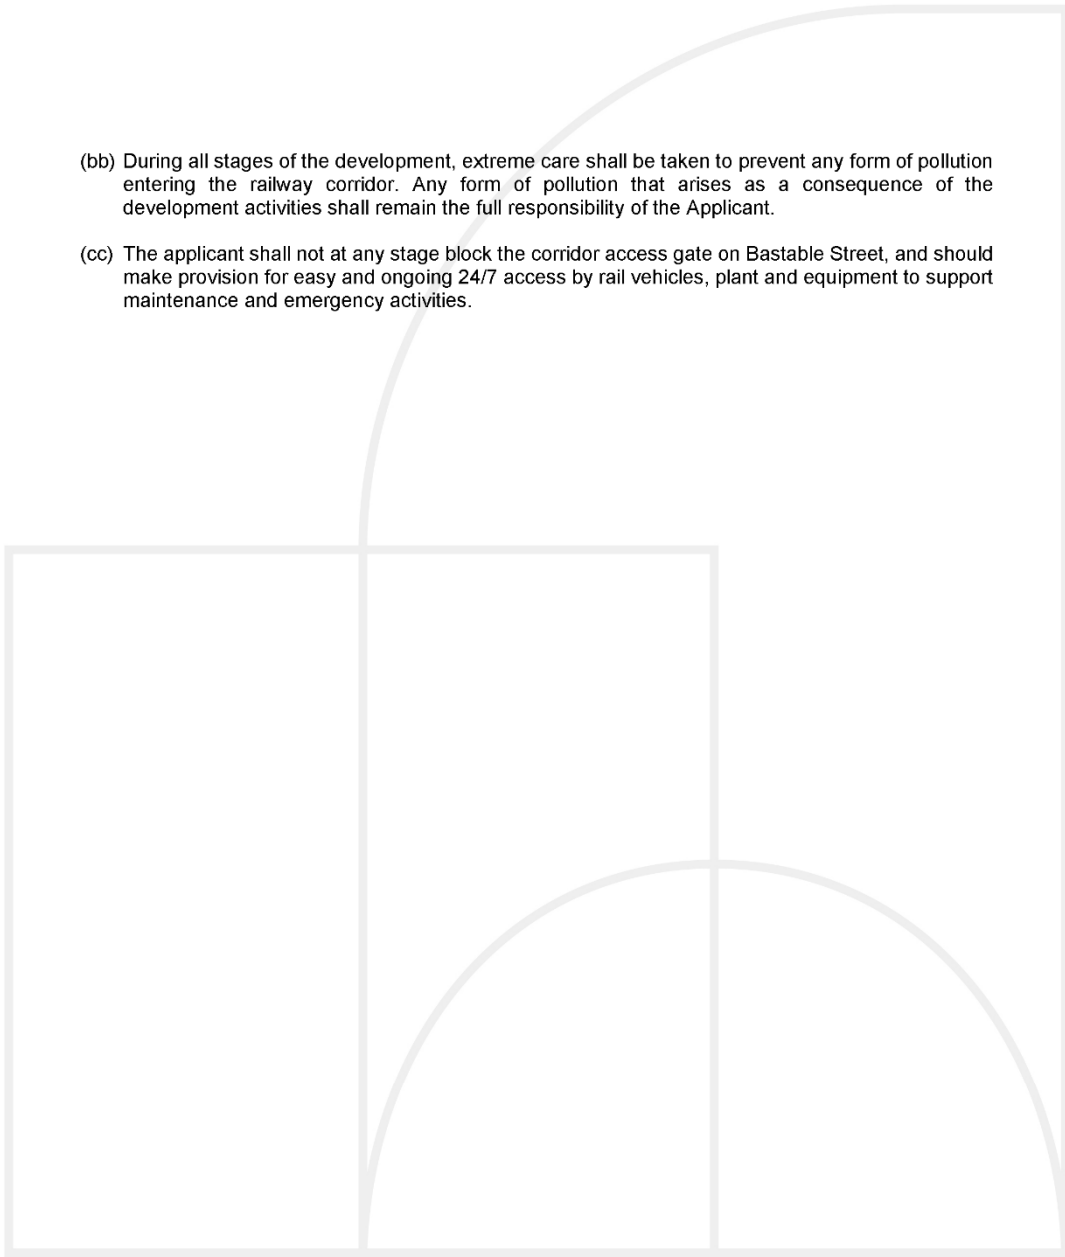 (bb) During all stages of the development, extreme care shall be taken to prevent any form of pollution
entering the railway corridor. Any form of pollution that arises as a consequence of the
development activities shall remain the full responsibility of the Applicant.
(cc) The applicant shall not at any stage block the corridor access gate on Bastable Street, and should
make provision for easy and ongoing 24/7 access by rail vehicles, plant and equipment to support
maintenance and emergency activities.